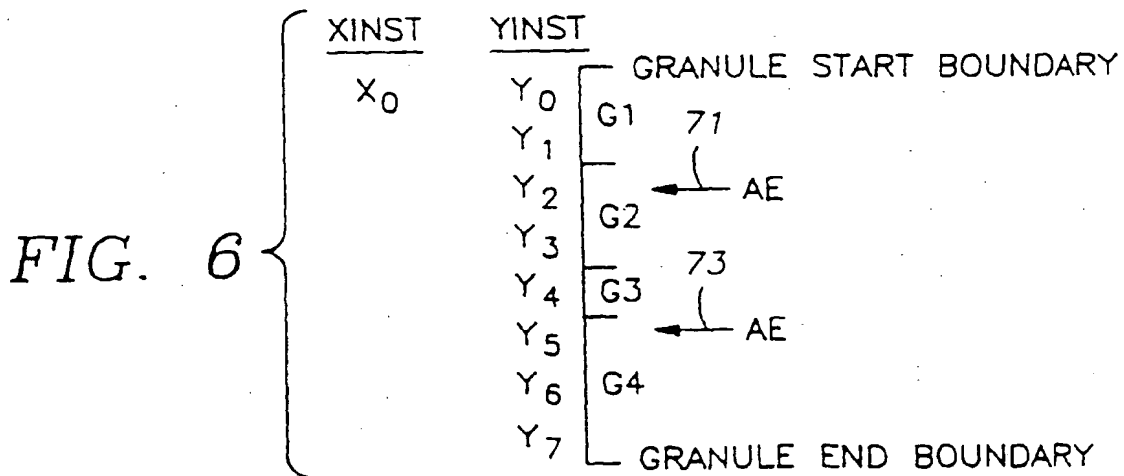 XINST YINST
GRANULE START BOUNDARY
X0 Y0
G1
71
Y1
Y2
AE
G2
FIG. 6
Y3
73
Y4
G3
Y5
AE
Y6
G4
Y7
GRANULE END BOUNDARY